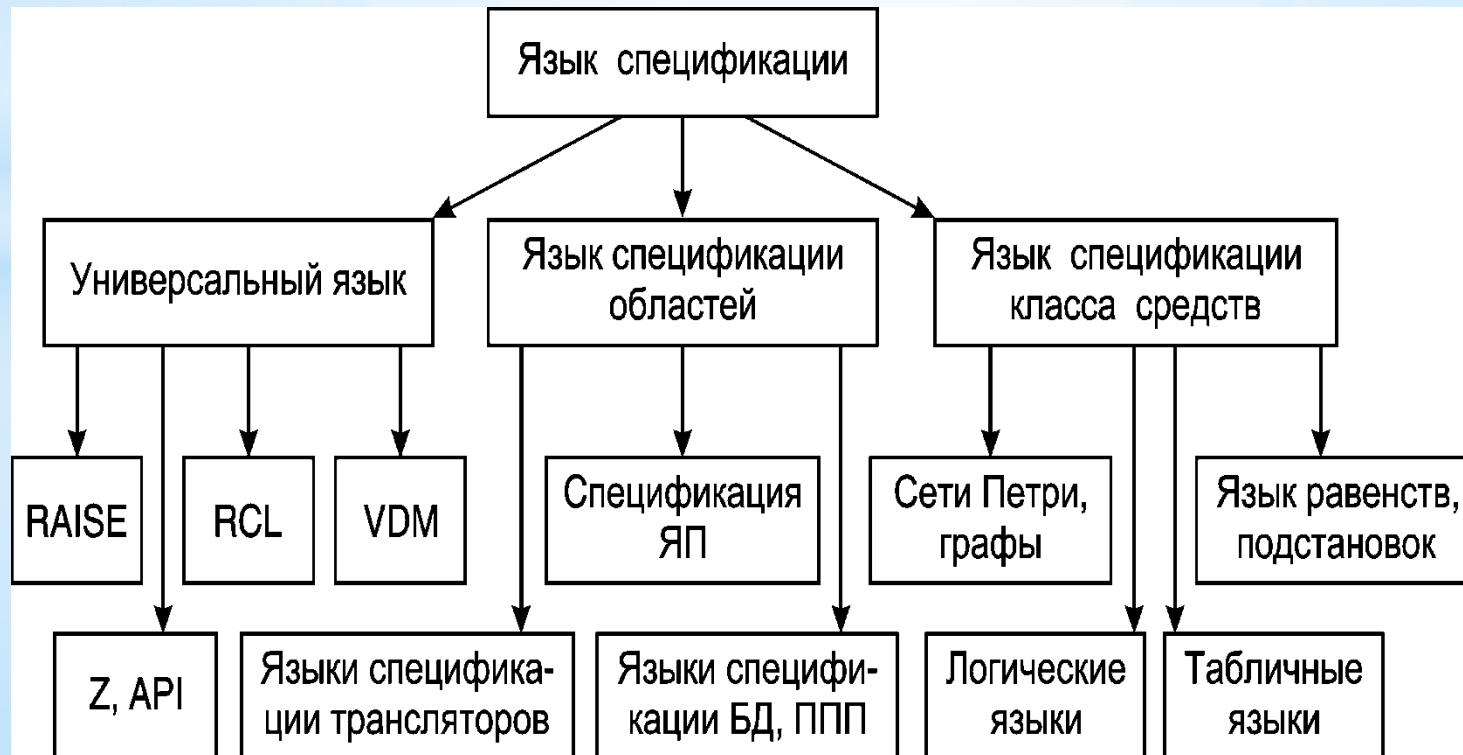 Язык спецификации
Универсальный язык
Язык спецификации
областей
Язык спецификации
класса средств
RAISE
RCL
VDM
Спецификация
ЯП
Сети Петри,
графы
Язык равенств,
подстановок
Z, API
Языки специфика-
ции трансляторов
Языки специфи-
кации БД, ППП
Логические
языки
Табличные
языки